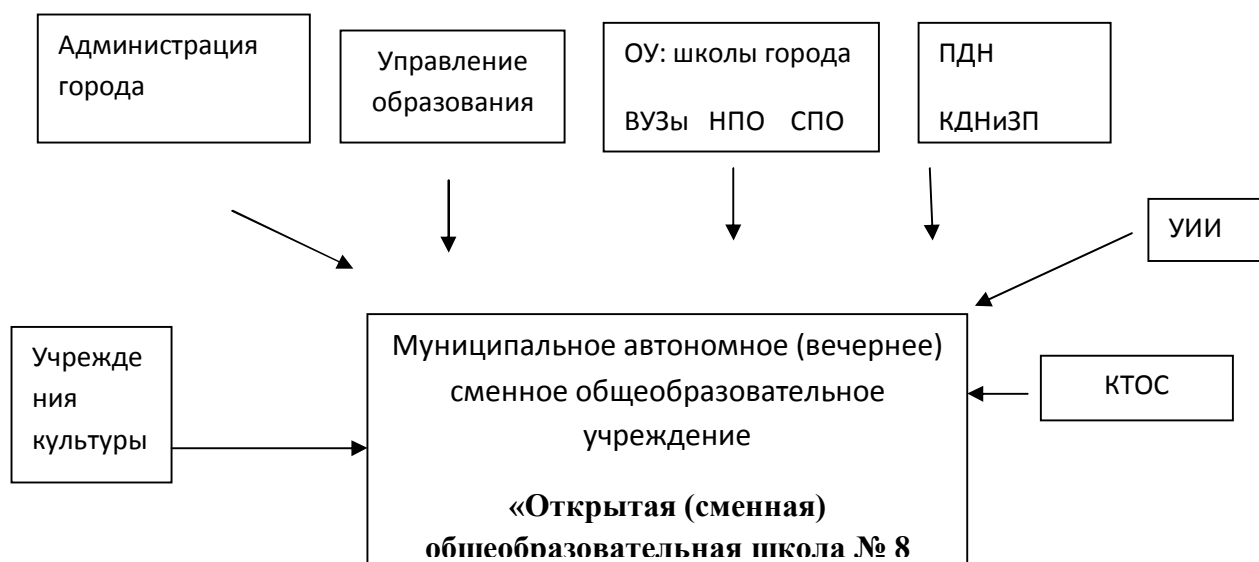 Администрация
города
Управление
образования
ОУ: школы города
ВУЗы НПО СПО
ПДН
КДНиЗП
УИИ
Учрежде
ния
культуры
Муниципальное автономное (вечернее)
сменное общеобразовательное
учреждение
«Открытая (сменная)
общеобразовательная школа № 8
КТОС